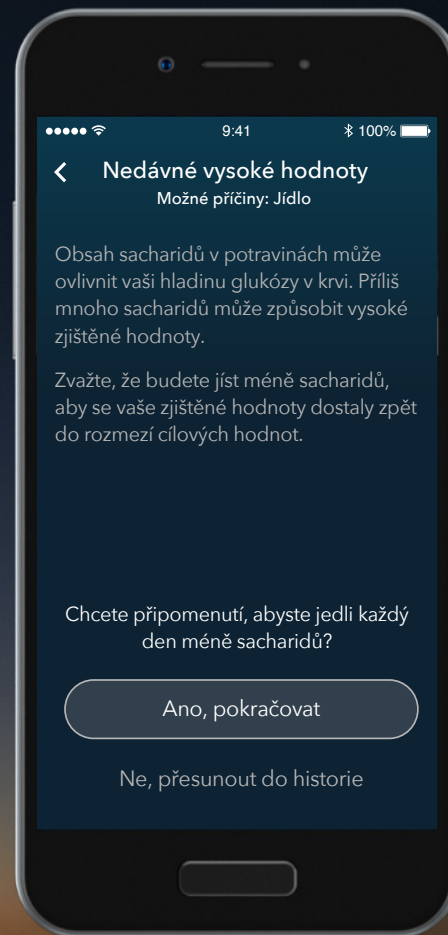 9:41
100%
Nedávné vysoké hodnoty
Možné příčiny: Jídlo
Obsah sacharidů v potravinách může
ovlivnit vaši hladinu glukózy v krvi. Příliš
mnoho sacharidů může způsobit vysoké
zjištěné hodnoty.
Zvažte, že budete jíst méně sacharidů,
aby se vaše zjištěné hodnoty dostaly zpět
do rozmezí cílových hodnot.
Chcete připomenutí, abyste jedli každý
den méně sacharidů?
Ano, pokračovat
Ne, přesunout do historie